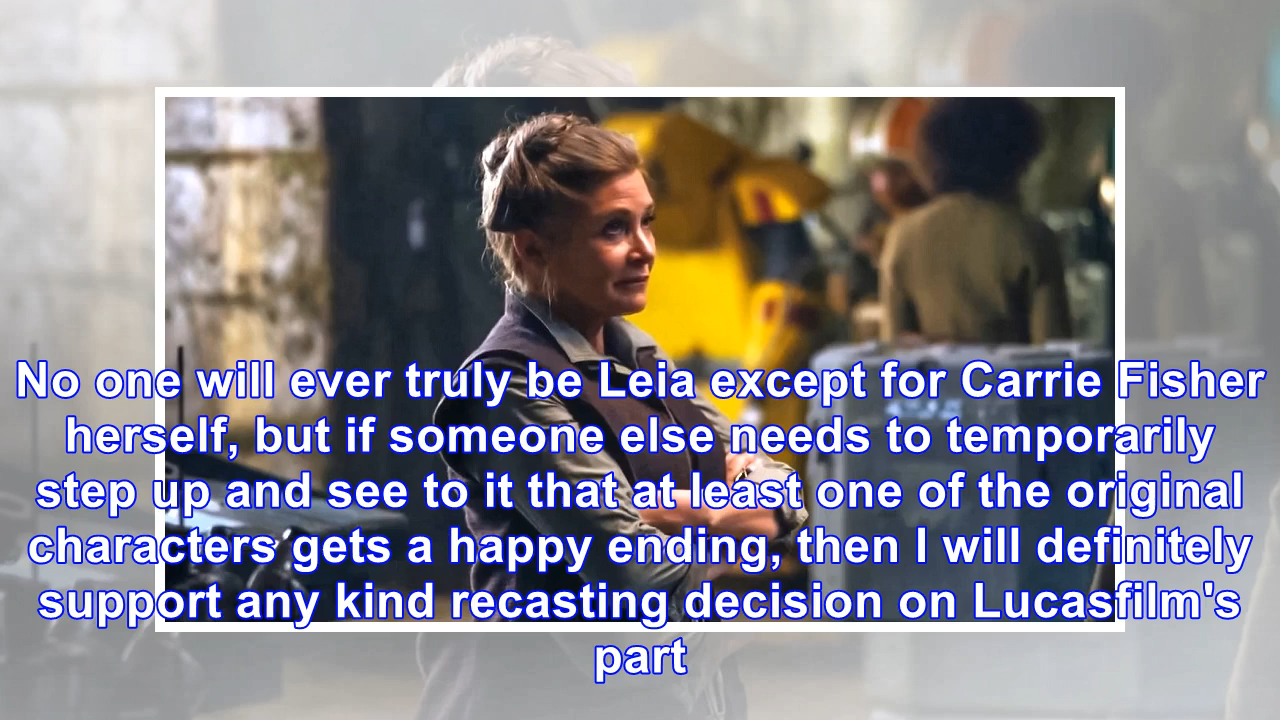 No one will ever truly be Leia except for Carrie Fisher
herself, but if someone else needs to temporarily
step up and see to it that at least one of the original
characters gets a happy ending, then I will definitely
support any kind recasting decision on Lucasfilm's
part